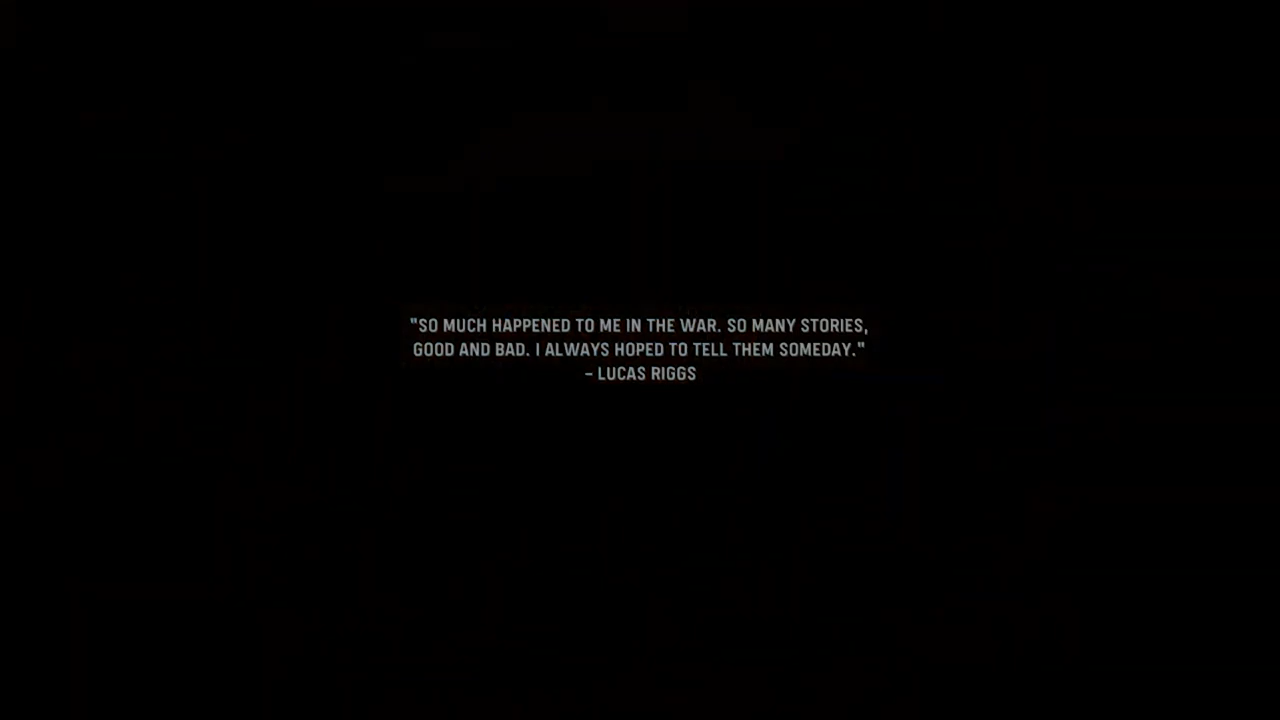 "SO MUCH HAPPENED TO ME IN THE WAR. SO MANY STORIES,
GOOD AND BAD. I ALWAYS HOPED TO TELL THEM SOMEDAY."
– LUCAS RIGGS